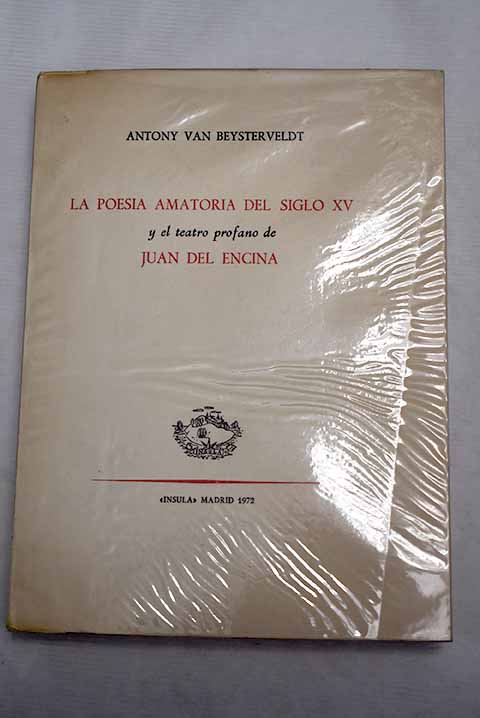 ANTONY VAN BEYSTERVELDT
LA POESIA AMATORIA DEL SIGLO XV
y el teatro profano de
JUAN DEL ENCINA
INSULA
«INSULA» MADRID 1972